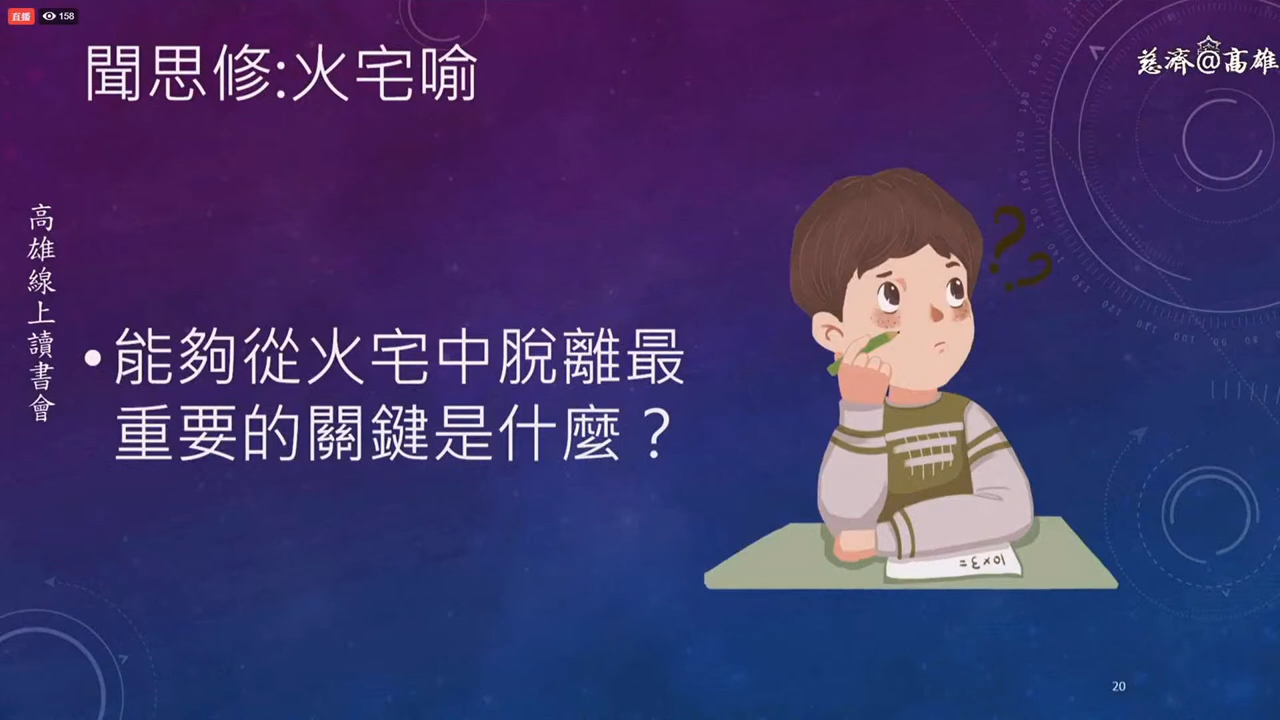 直播 158
聞思修:火宅喻
慈濟@高雄
高雄線上讀書會
•能夠從火宅中脫離最
重要的關鍵是什麼？
??
10×3=
20